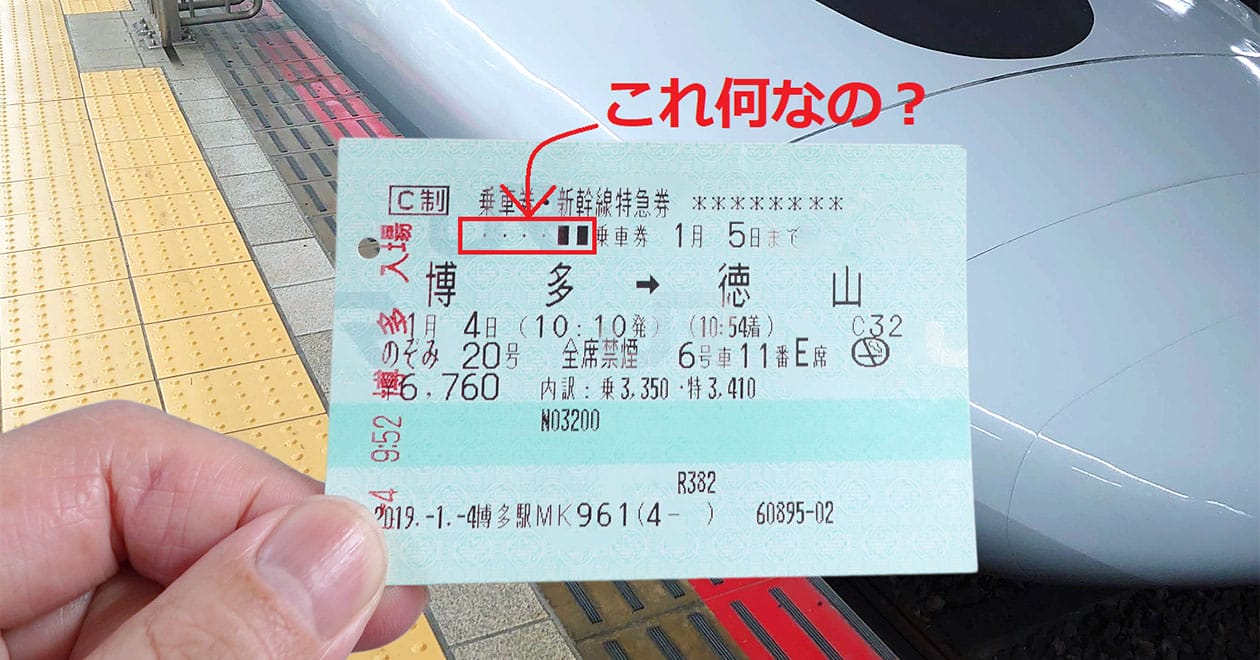 これ何なの？
C制 乗車券・新幹線特急券 ********
・・・・■■乗車券 1月 5日まで
博多 → 徳山
1月 4日 (10:10発) (10:54着) C32
のぞみ 20号 全席禁煙 6号車11番E席
6,760 内訳：乗3,350・特3,410
N03200
R382
2019.-1.-4博多駅MK961(4- ) 60895-02
4 9:52 博多 入場